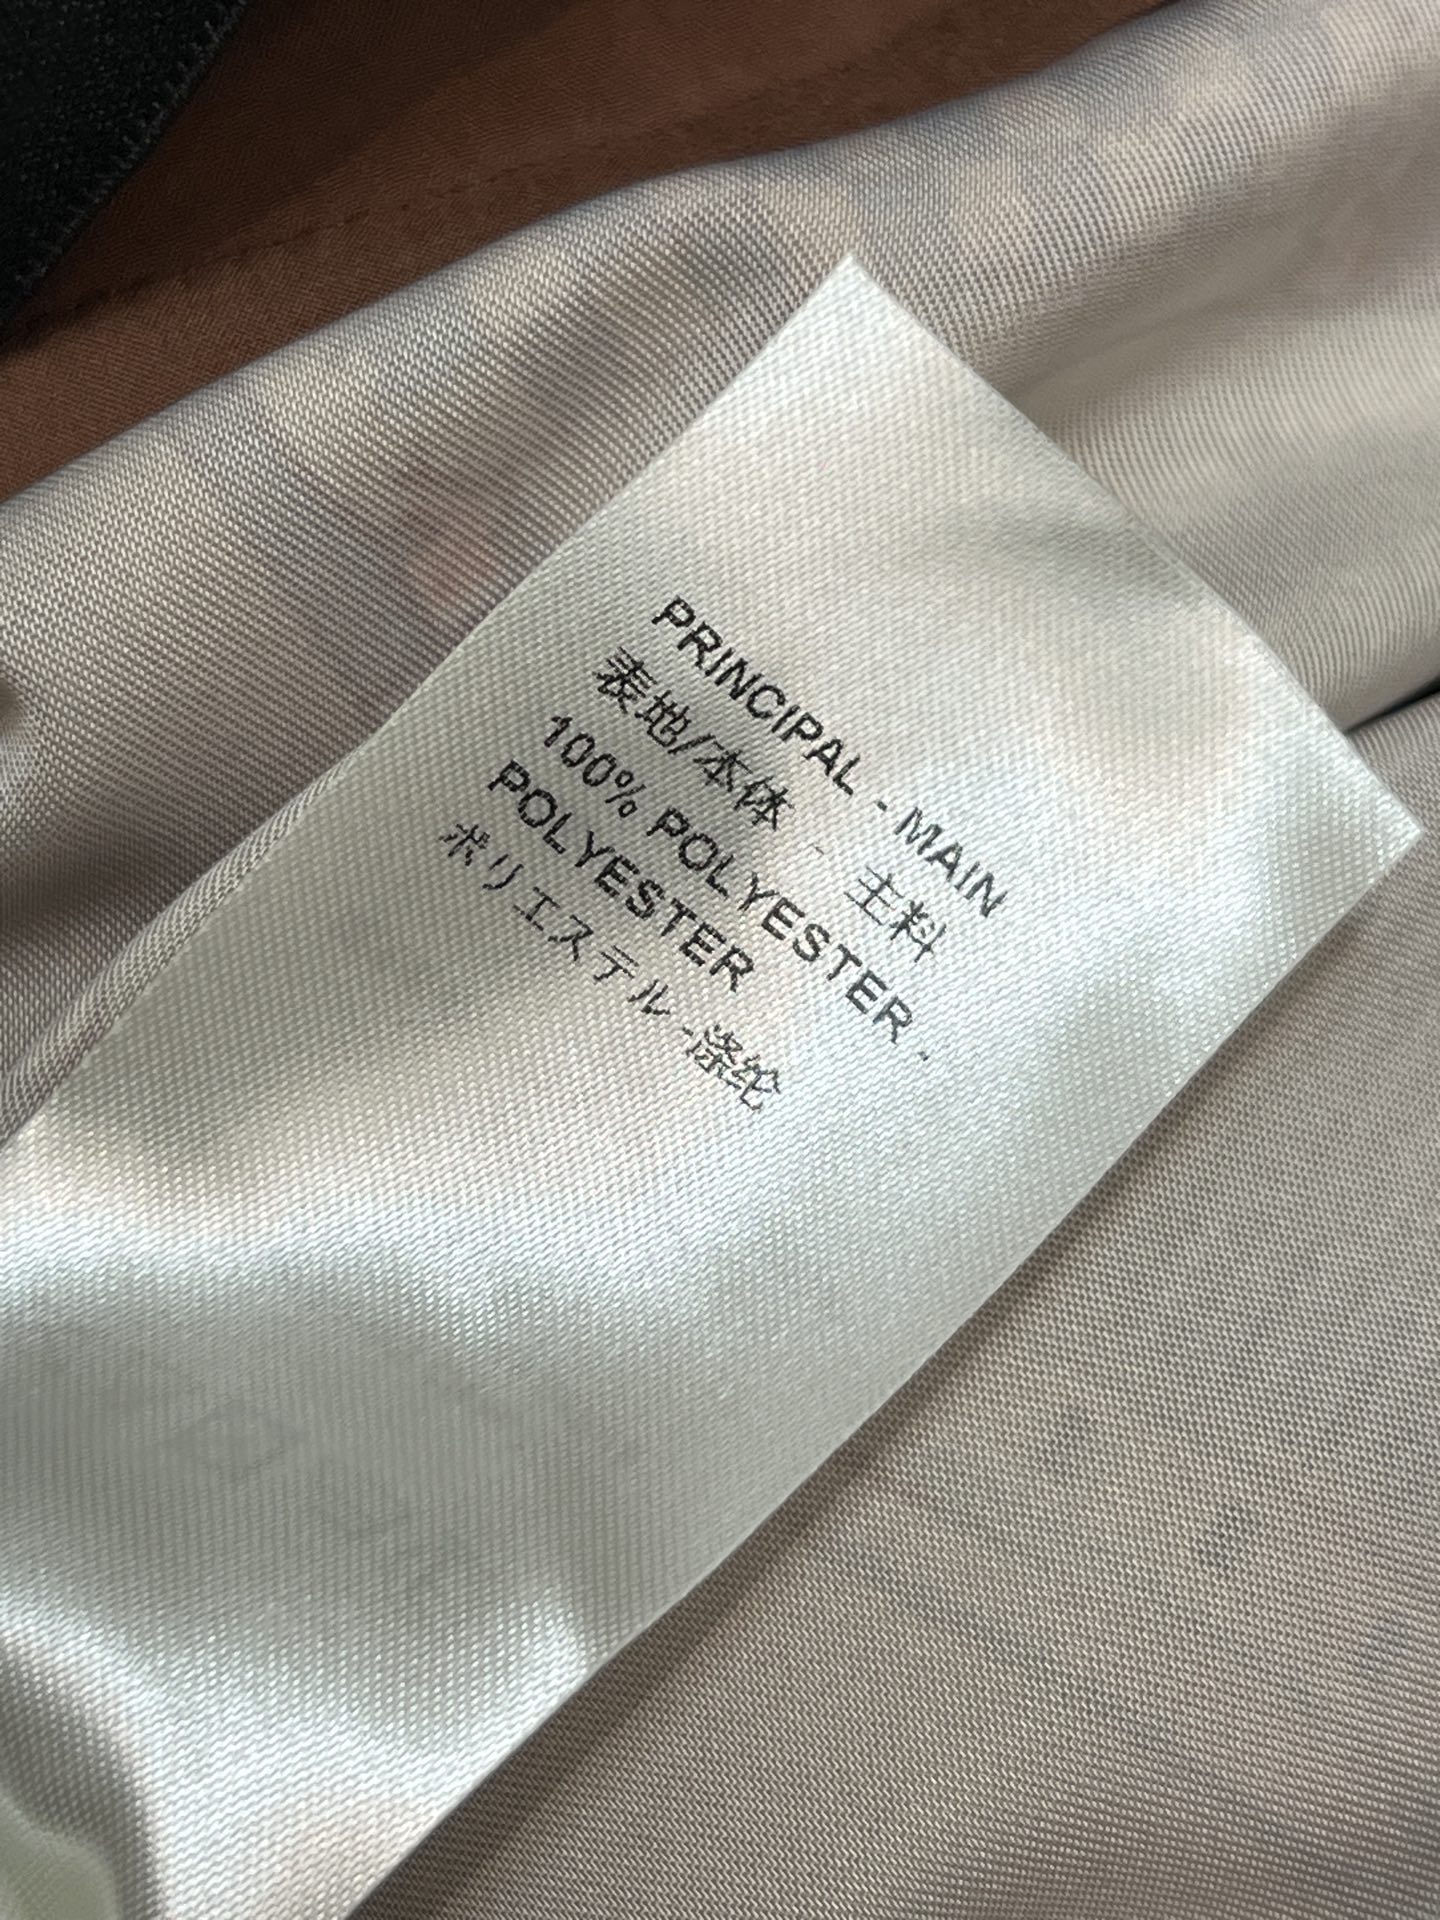 PRINCIPAL - MAIN
表地/本体 - 主料
100% POLYESTER -
POLYESTER
ポリエステル-涤纶